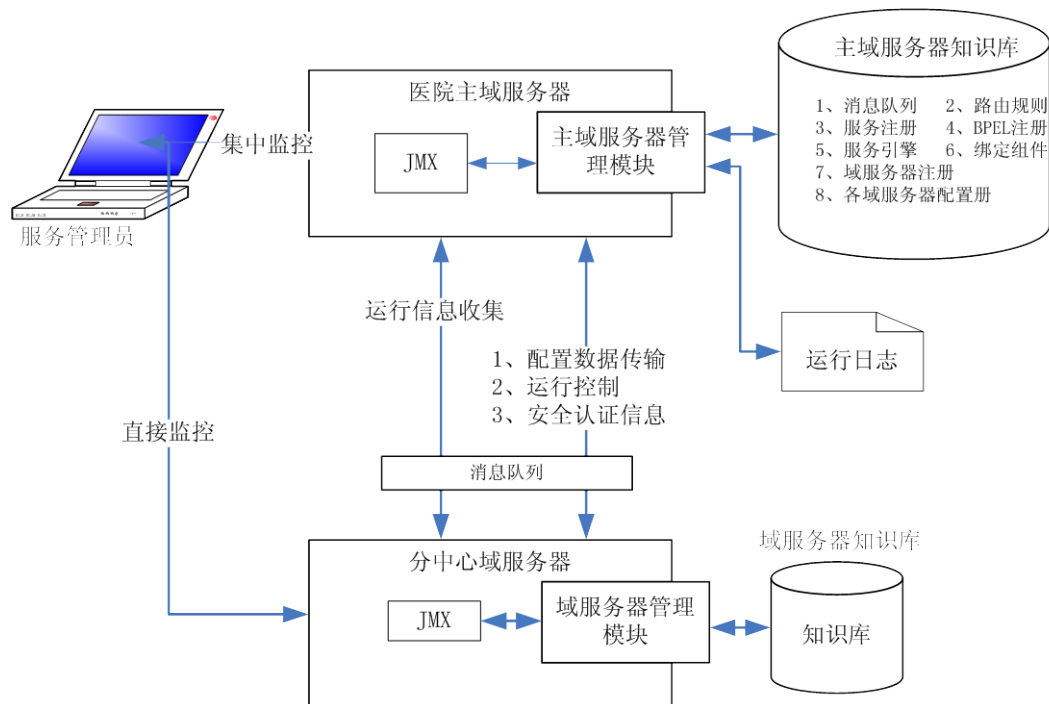 主域服务器知识库
1、消息队列 2、路由规则
3、服务注册 4、BPEL注册
5、服务引擎 6、绑定组件
7、域服务器注册
8、各域服务器配置册
医院主域服务器
JMX
主域服务器管
理模块
集中监控
服务管理员
运行信息收集
1、配置数据传输
2、运行控制
3、安全认证信息
运行日志
直接监控
消息队列
分中心域服务器
JMX
域服务器管理
模块
域服务器知识库
知识库